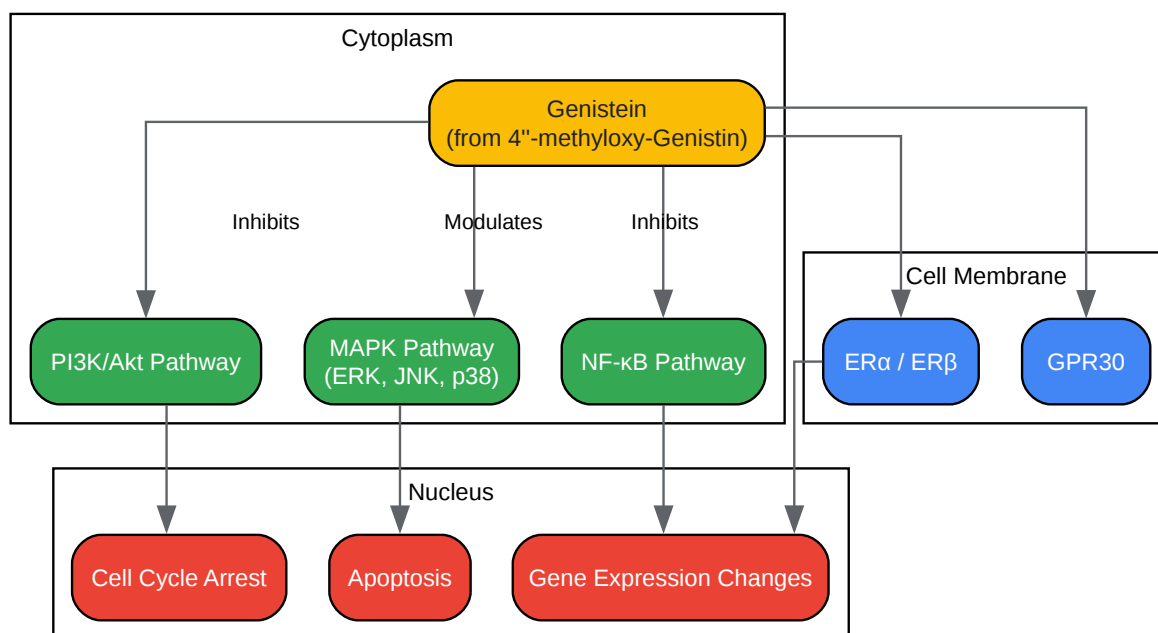 Cytoplasm
Genistein
(from 4''-methyloxy-Genistin)
Inhibits
Modulates
Inhibits
Cell Membrane
PI3K/Akt Pathway
MAPK Pathway
(ERK, JNK, p38)
NF-κB Pathway
ERα / ERβ
GPR30
Nucleus
Cell Cycle Arrest
Apoptosis
Gene Expression Changes